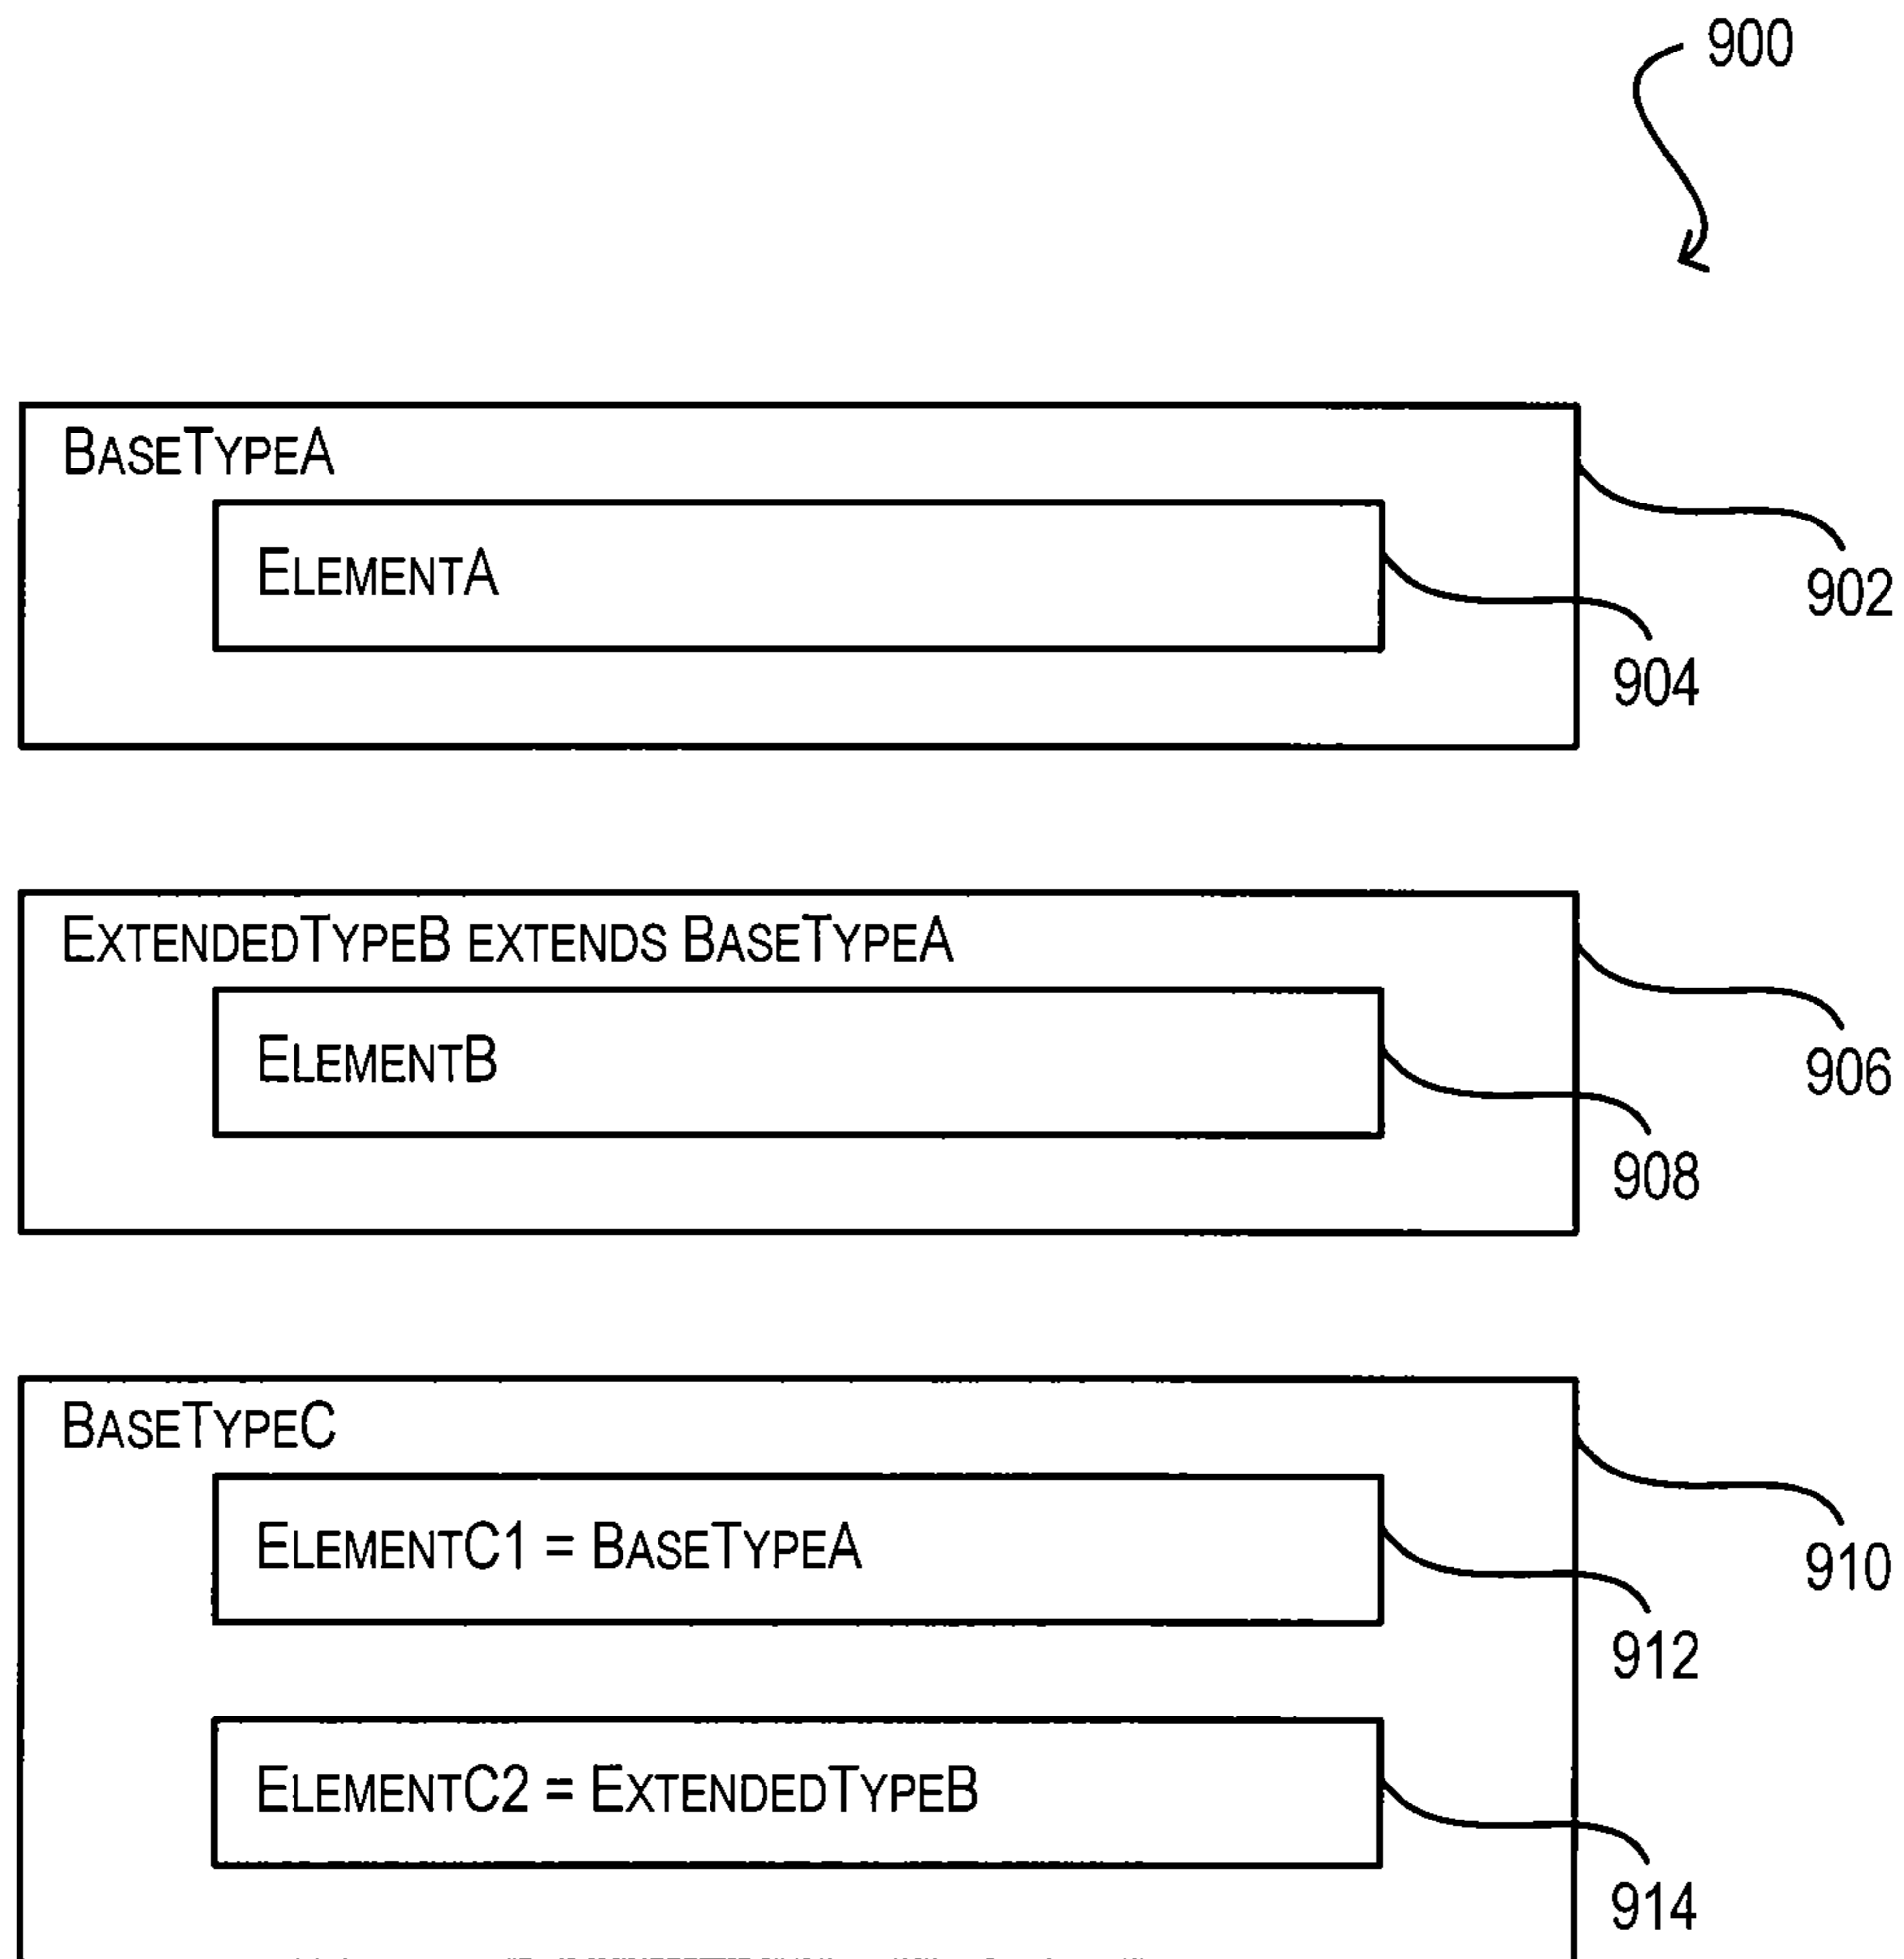 900
BASETYPEA
ELEMENTA
902
904
EXTENDEDTYPEB EXTENDS BASETYPEA
ELEMENTB
906
908
BASETYPEC
ELEMENTC1 = BASETYPEA
910
912
ELEMENTC2 = EXTENDEDTYPEB
914